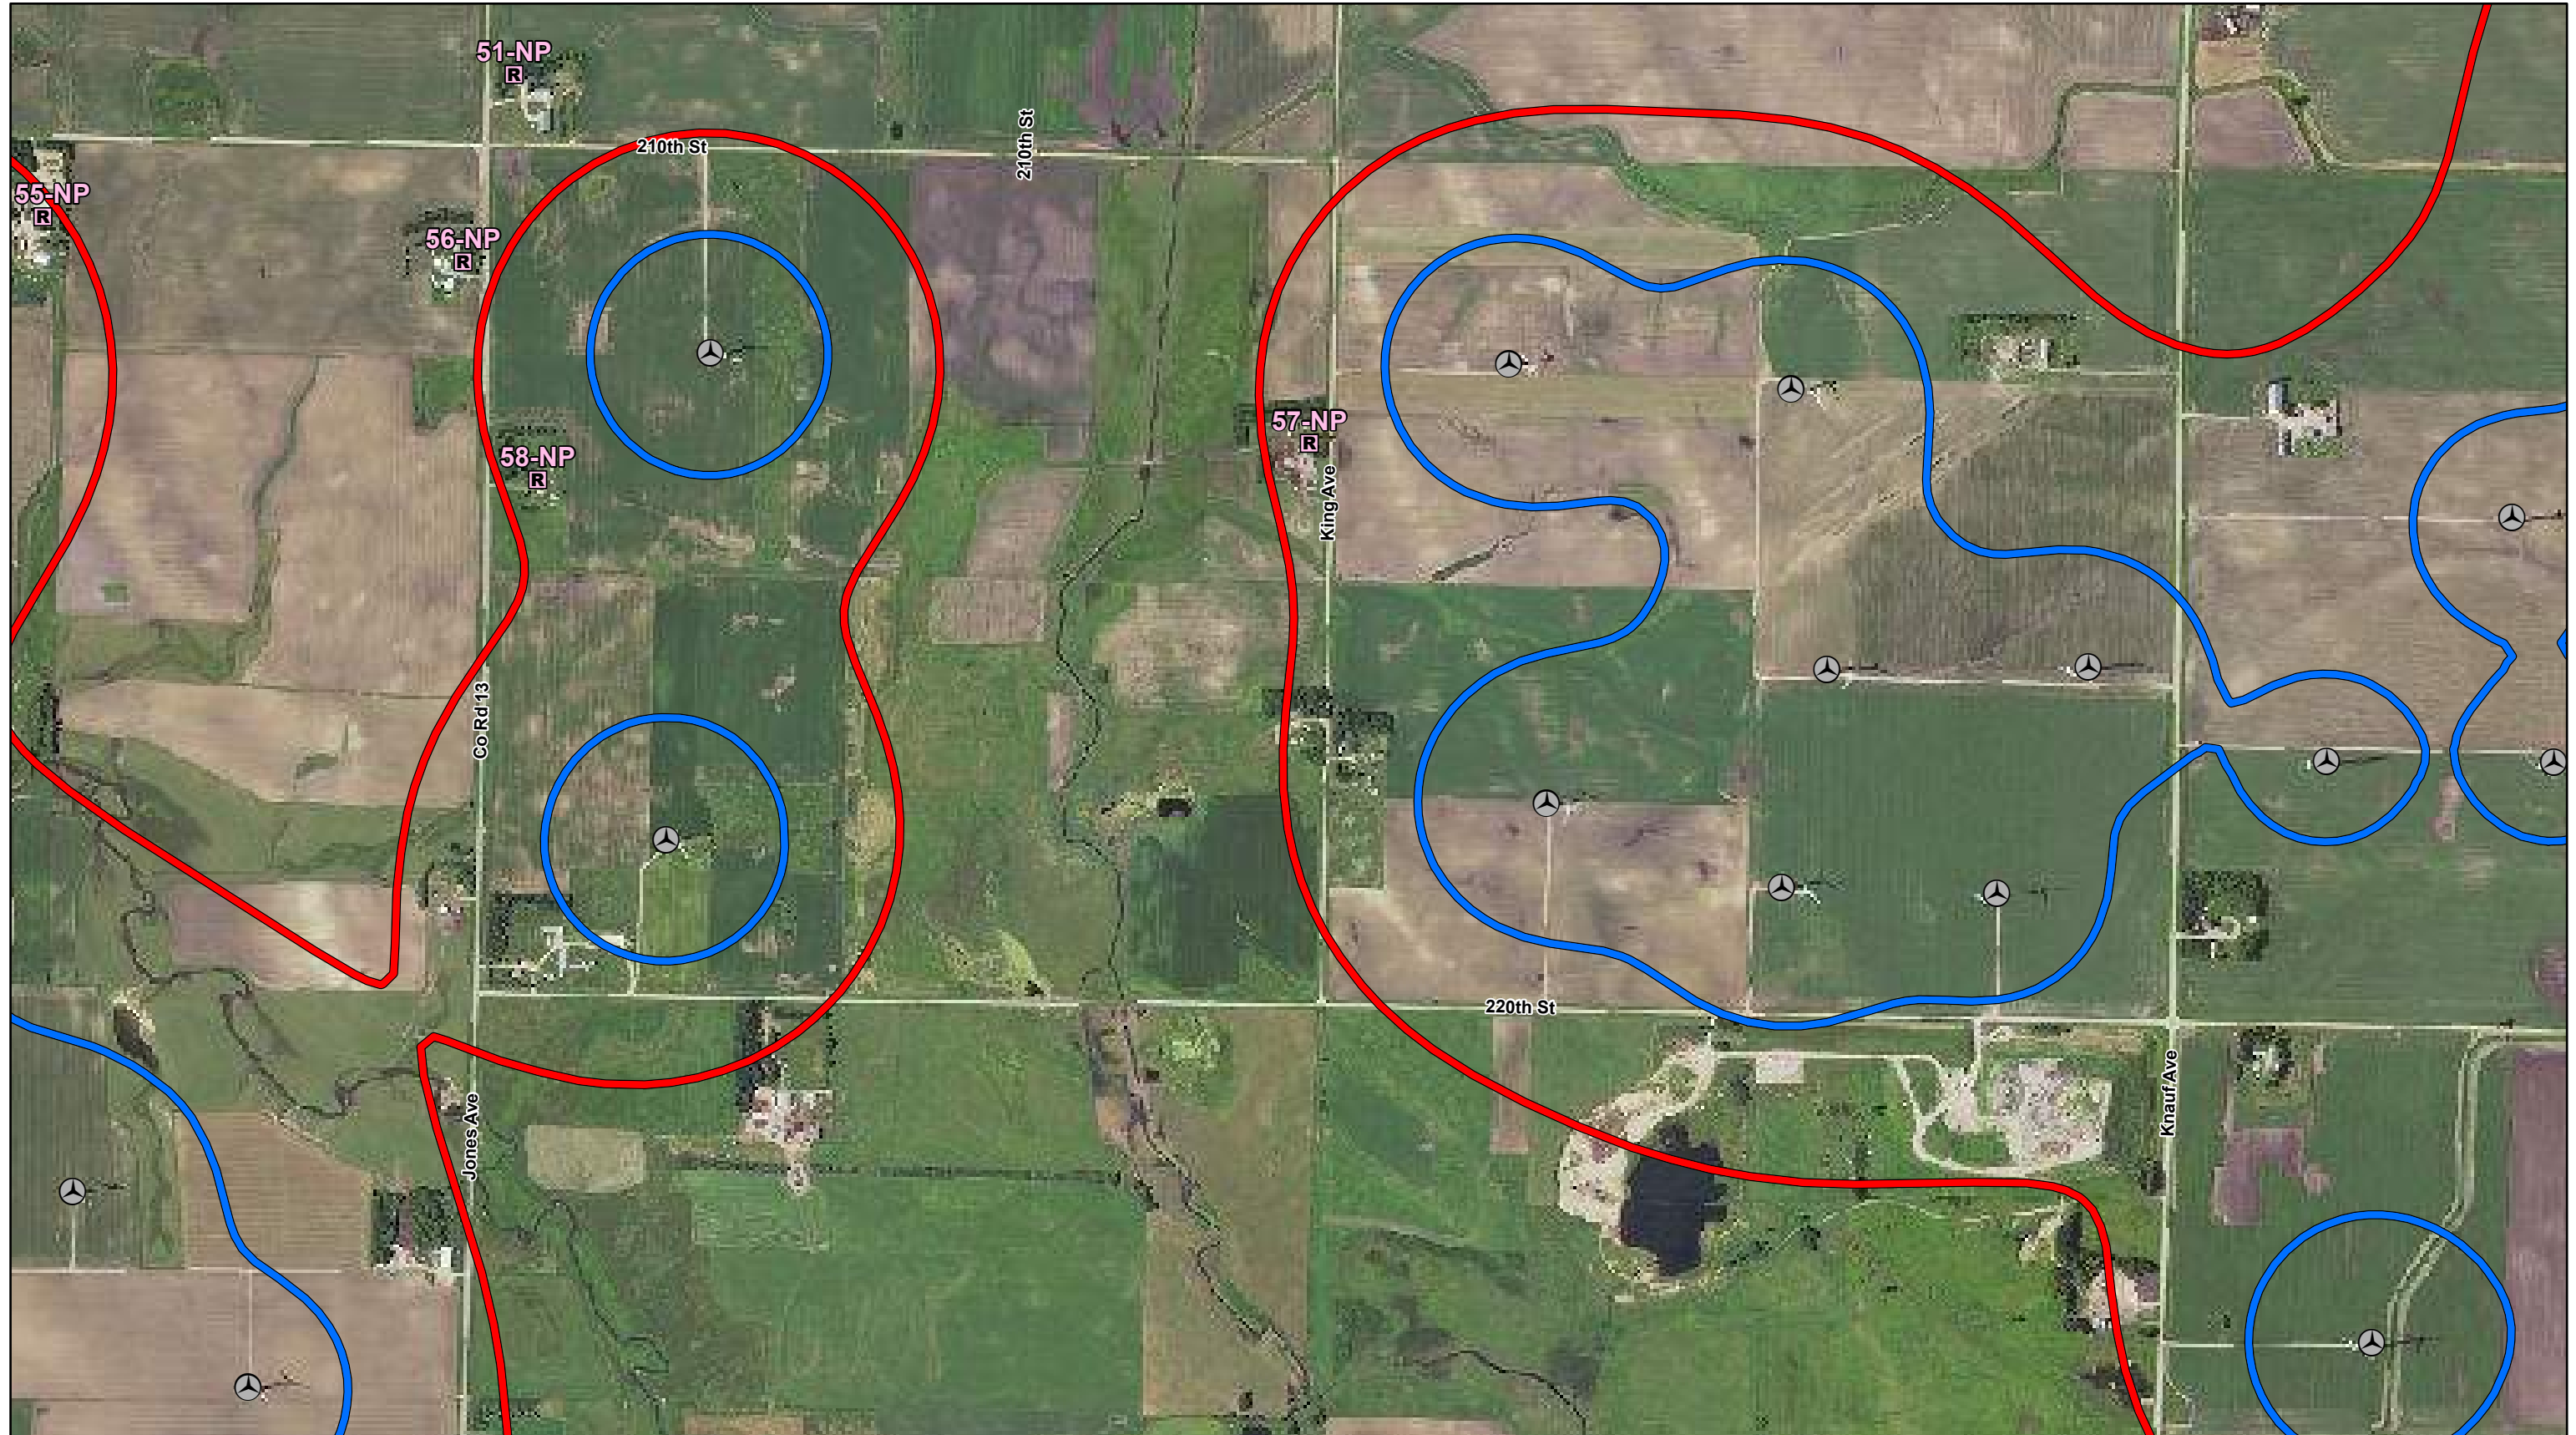 51-NP
R
210th St
210th St
55-NP
R
56-NP
R
57-NP
R
58-NP
R
King Ave
Co Rd 13
220th St
Jones Ave
Knauf Ave